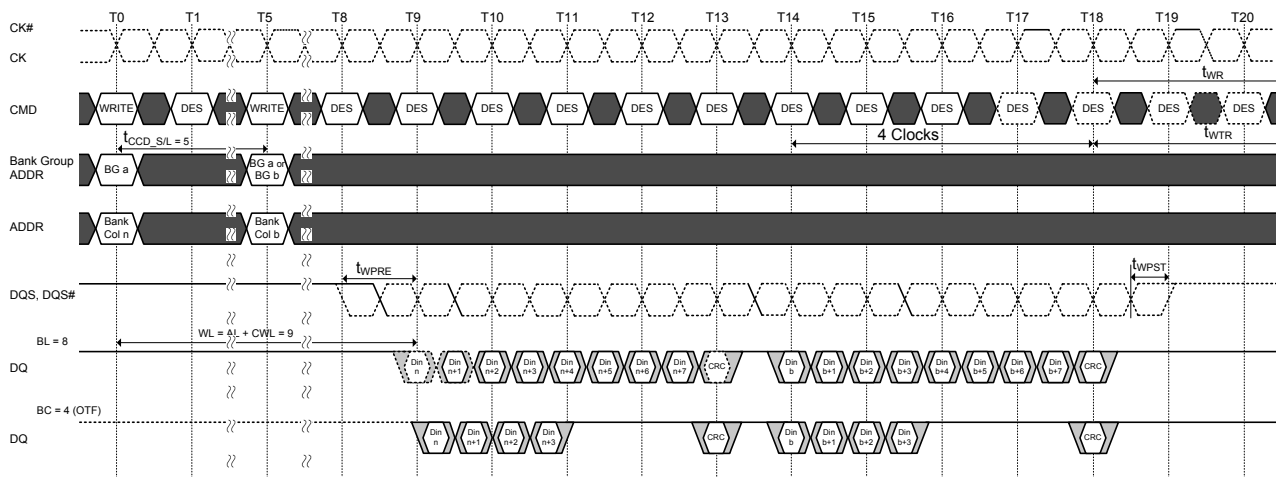 T0 T1 T5 T8 T9 T10 T11 T12 T13 T14 T15 T16 T17 T18 T19 T20
CK#
CK
tWR
CMD WRITE DES WRITE DES DES DES DES DES DES DES DES DES DES DES DES DES
tCCD_S/L = 5
4 Clocks
tWTR
Bank Group
ADDR
BG a
BG a or
BG b
ADDR
Bank
Col n
Bank
Col b
tWPRE
tWPST
DQS, DQS#
WL = AL + CWL = 9
BL = 8
DQ
Din
n
Din
n+1
Din
n+2
Din
n+3
Din
n+4
Din
n+5
Din
n+6
Din
n+7
CRC
Din
b
Din
b+1
Din
b+2
Din
b+3
Din
b+4
Din
b+5
Din
b+6
Din
b+7
CRC
BC = 4 (OTF)
DQ
Din
n
Din
n+1
Din
n+2
Din
n+3
CRC
Din
b
Din
b+1
Din
b+2
Din
b+3
CRC